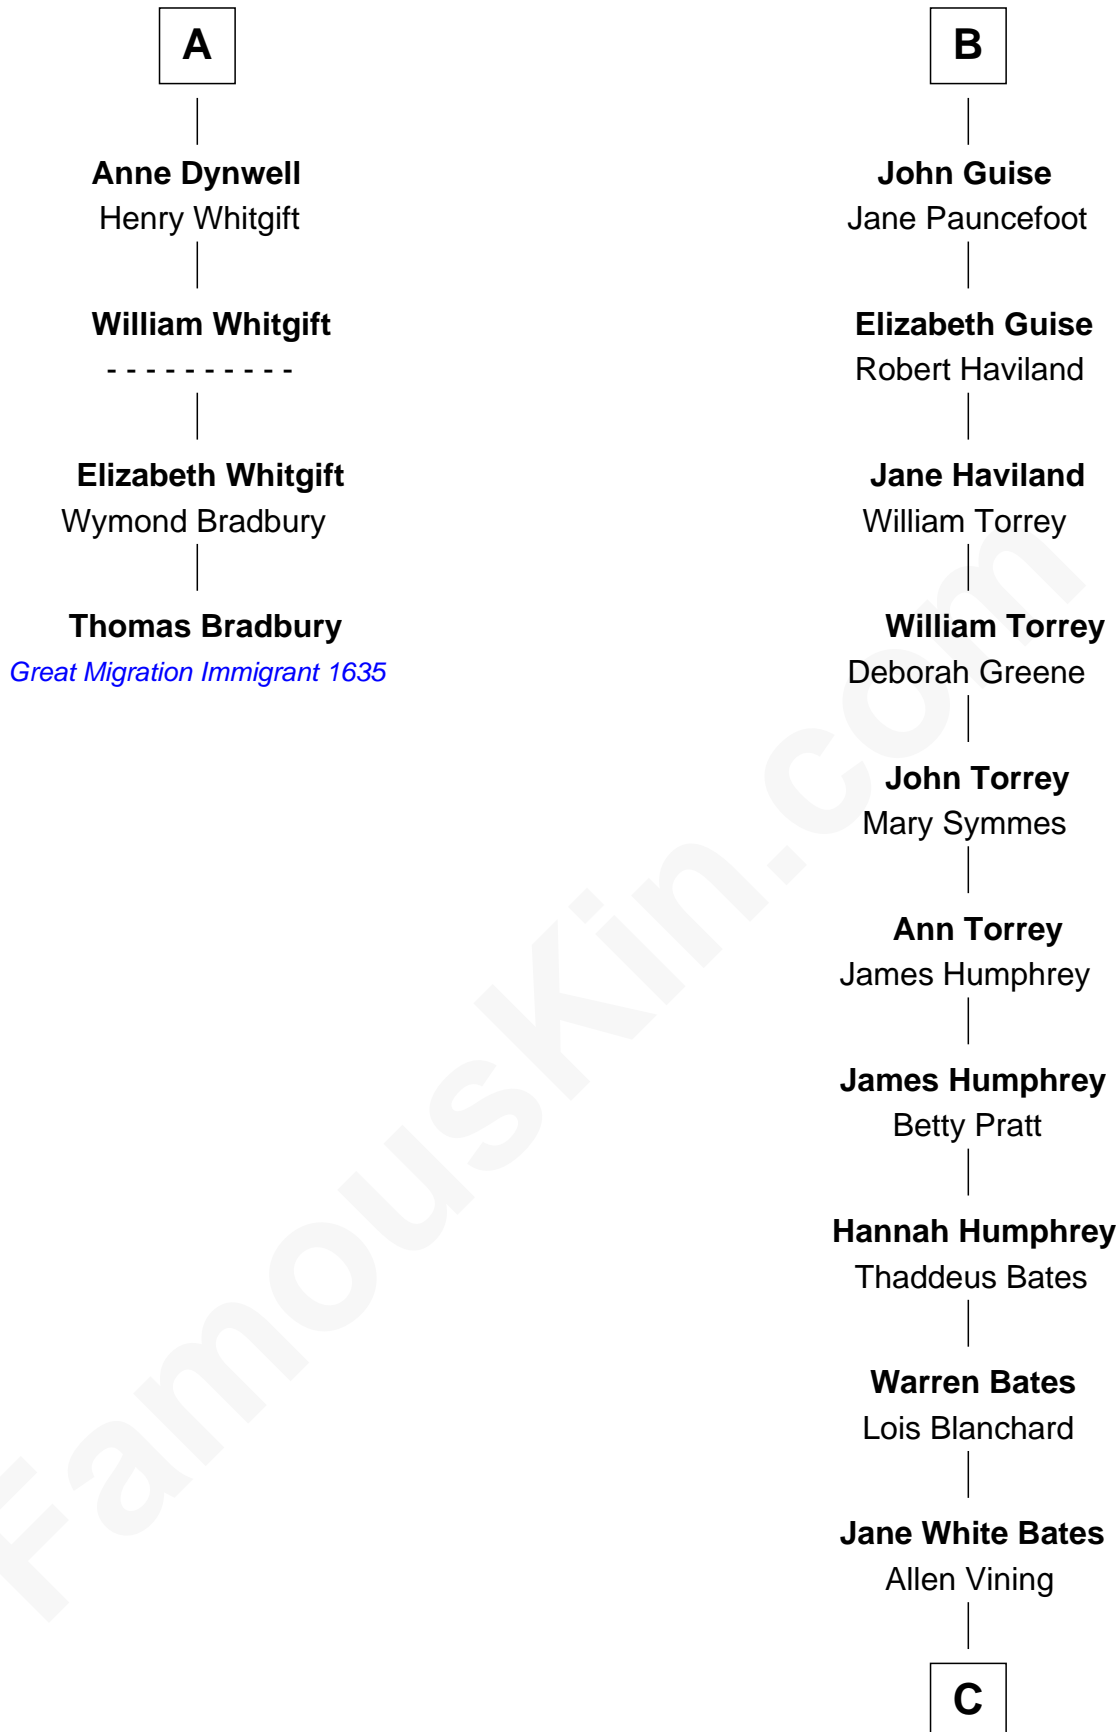 A
Anne Dynwell
Henry Whitgift
William Whitgift
- - - - - - - - - -
Elizabeth Whitgift
Wymond Bradbury
Thomas Bradbury
Great Migration Immigrant 1635
B
John Guise
Jane Pauncefoot
Elizabeth Guise
Robert Haviland
Jane Haviland
William Torrey
William Torrey
Deborah Greene
John Torrey
Mary Symmes
Ann Torrey
James Humphrey
James Humphrey
Betty Pratt
Hannah Humphrey
Thaddeus Bates
Warren Bates
Lois Blanchard
Jane White Bates
Allen Vining
C
FamousKin.com